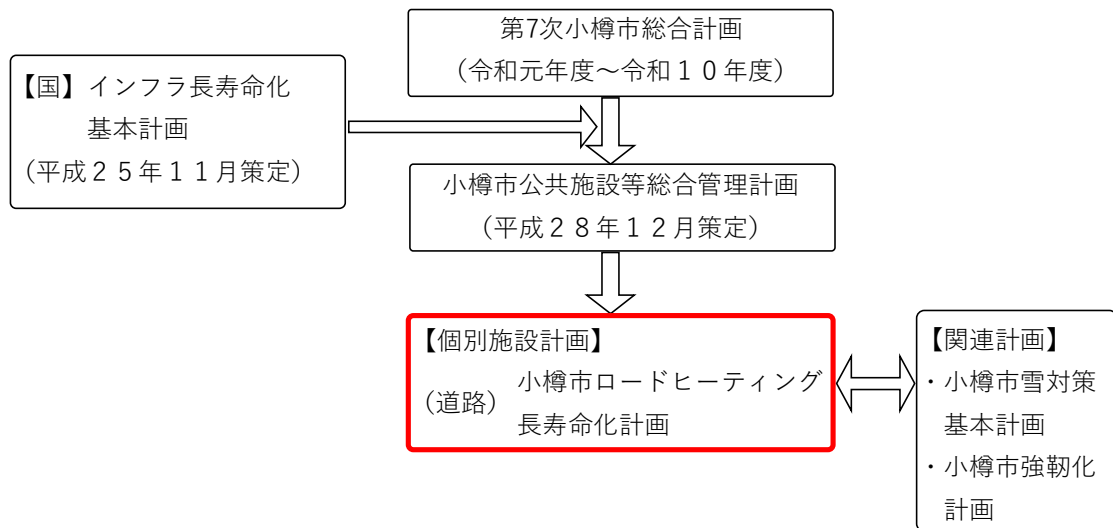 第7次小樽市総合計画
（令和元年度～令和１０年度）
【国】インフラ長寿命化
基本計画
（平成２５年１１月策定）
小樽市公共施設等総合管理計画
（平成２８年１２月策定）
【個別施設計画】
（道路）
小樽市ロードヒーティング
長寿命化計画
【関連計画】
・小樽市雪対策
基本計画
・小樽市強靭化
計画